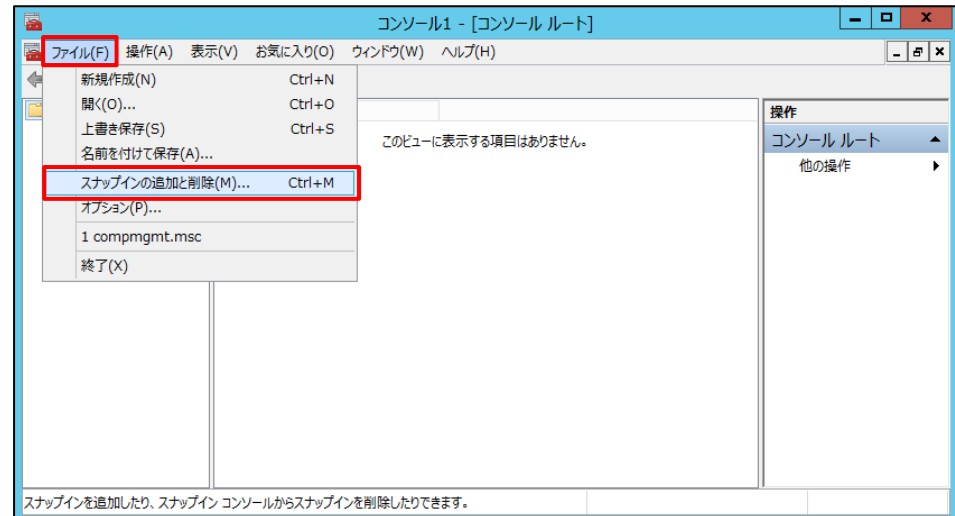 コンソール1 - [コンソール ルート]
ファイル(F) 操作(A) 表示(V) お気に入り(O) ウィンドウ(W) ヘルプ(H)
新規作成(N) Ctrl+N
開く(O)... Ctrl+O
上書き保存(S) Ctrl+S
名前を付けて保存(A)...
スナップインの追加と削除(M)... Ctrl+M
オプション(P)...
1 compmgmt.msc
終了(X)
このビューに表示する項目はありません。
操作
コンソール ルート
他の操作
スナップインを追加したり、スナップイン コンソールからスナップインを削除したりできます。